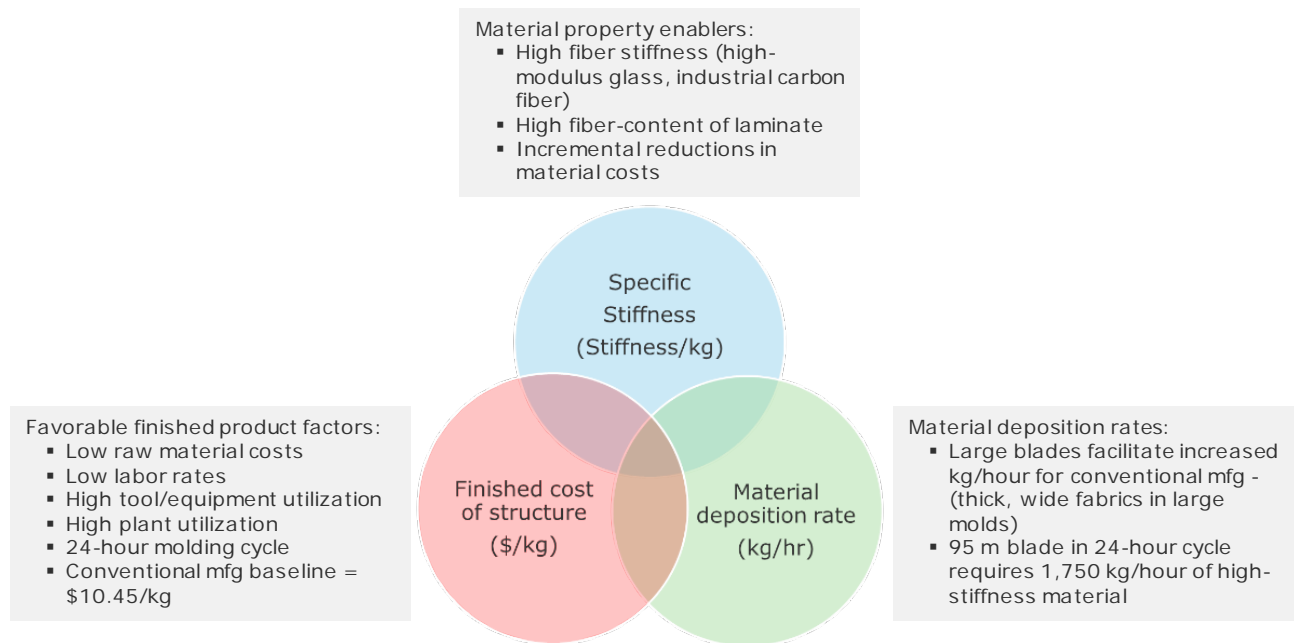 Material property enablers:
▪ High fiber stiffness (high-
modulus glass, industrial carbon
fiber)
▪ High fiber-content of laminate
▪ Incremental reductions in
material costs
Specific
Stiffness
(Stiffness/kg)
Favorable finished product factors:
▪ Low raw material costs
▪ Low labor rates
▪ High tool/equipment utilization
▪ High plant utilization
▪ 24-hour molding cycle
▪ Conventional mfg baseline =
$10.45/kg
Finished cost
of structure
($/kg)
Material
deposition rate
(kg/hr)
Material deposition rates:
▪ Large blades facilitate increased
kg/hour for conventional mfg -
(thick, wide fabrics in large
molds)
▪ 95 m blade in 24-hour cycle
requires 1,750 kg/hour of high-
stiffness material